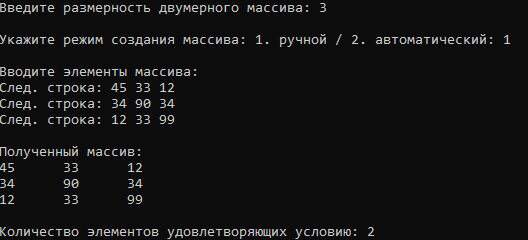 Введите размерность двумерного массива: 3
Укажите режим создания массива: 1. ручной / 2. автоматический: 1
Вводите элементы массива:
След. строка: 45 33 12
След. строка: 34 90 34
След. строка: 12 33 99
Полученный массив:
45 33 12
34 90 34
12 33 99
Количество элементов удовлетворяющих условию: 2